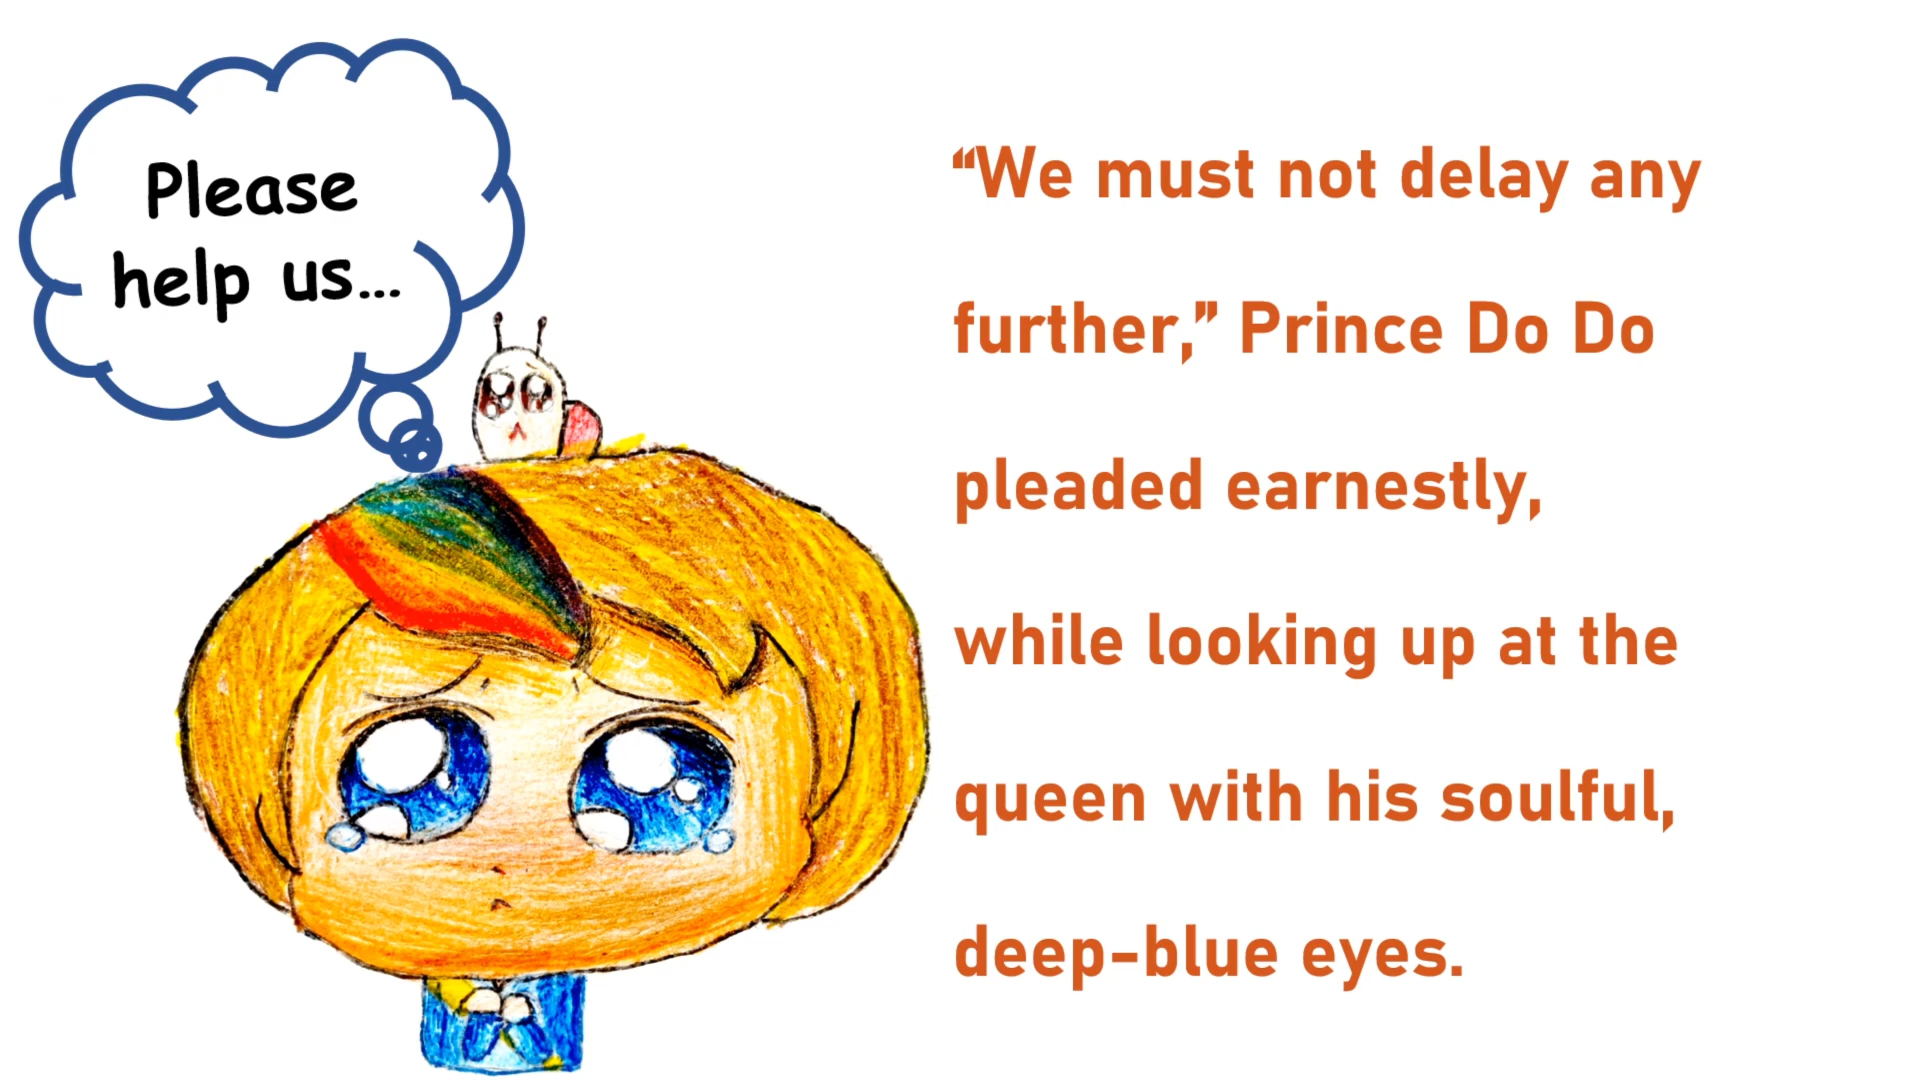 Please
help us...
“We must not delay any
further,” Prince Do Do
pleaded earnestly,
while looking up at the
queen with his soulful,
deep-blue eyes.